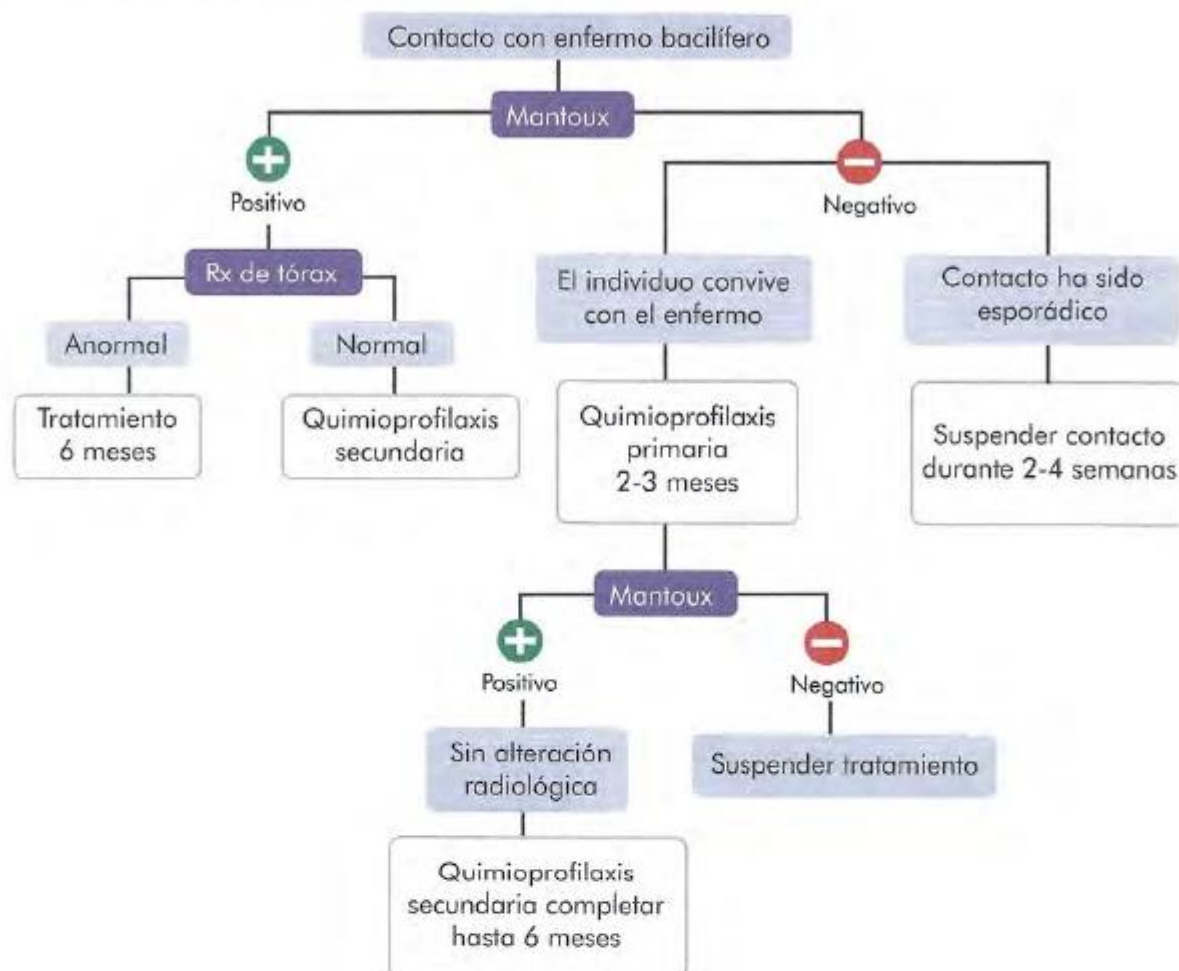 Contacto con enfermo bacilífero
Mantoux
Positivo
Negativo
Rx de tórax
El individuo convive
con el enfermo
Contacto ha sido
esporádico
Anormal
Normal
Tratamiento
6 meses
Quimioprofilaxis
secundaria
Quimioprofilaxis
primaria
2-3 meses
Suspender contacto
durante 2-4 semanas
Mantoux
Positivo
Negativo
Sin alteración
radiológica
Suspender tratamiento
Quimioprofilaxis
secundaria completar
hasta 6 meses